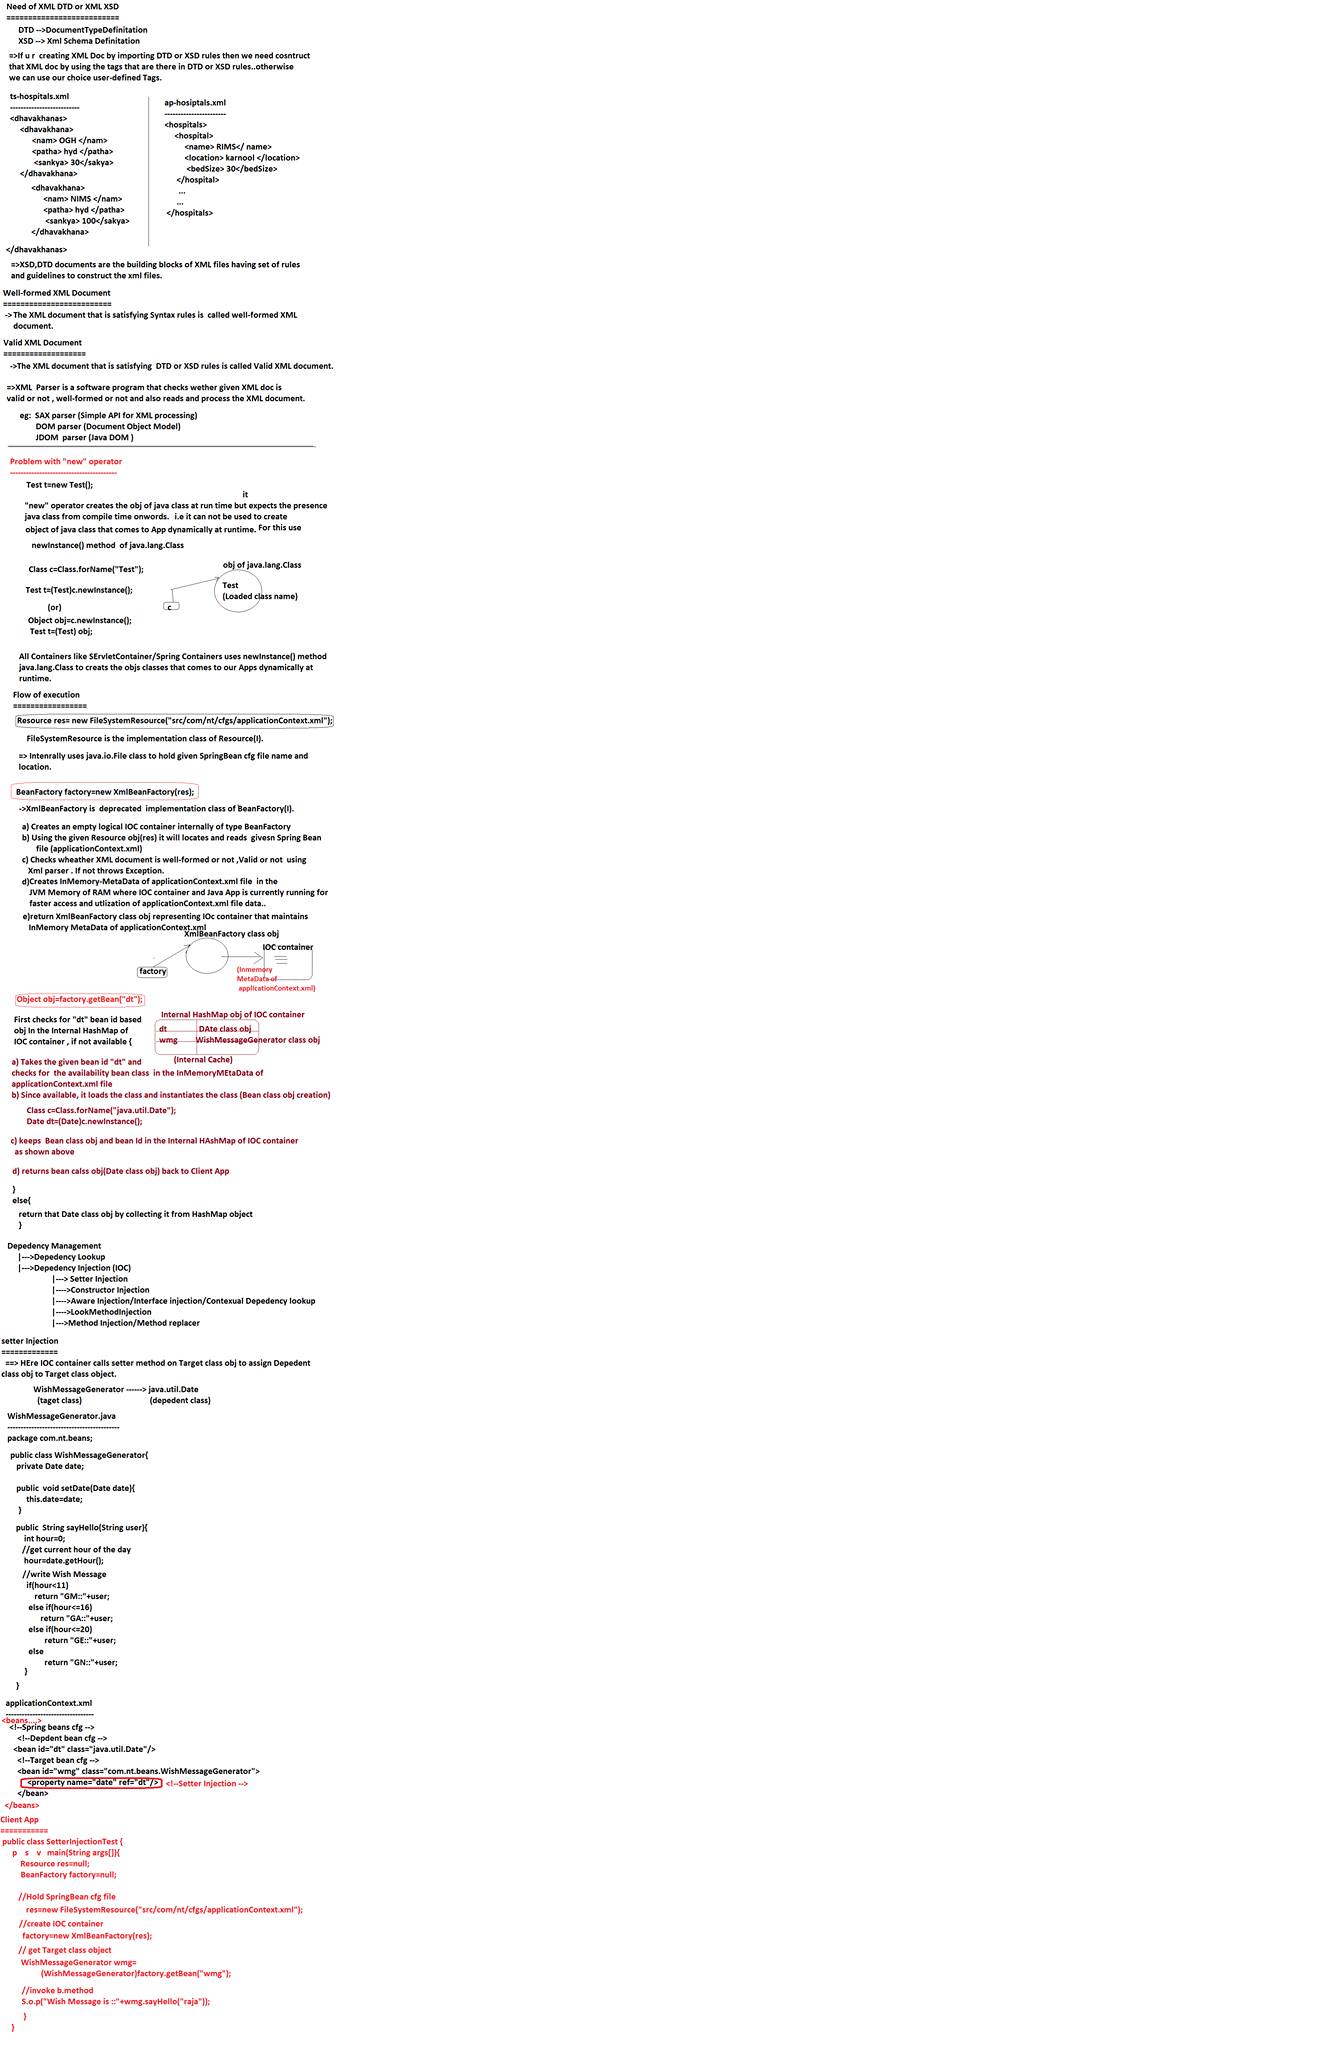 Need of XML DTD or XML XSD
==========================
DTD -->DocumentTypeDefinitation
XSD --> Xml Schema Definitation
=>If u r creating XML Doc by importing DTD or XSD rules then we need cosntruct
that XML doc by using the tags that are there in DTD or XSD rules..otherwise
we can use our choice user-defined Tags.
ts-hospitals.xml
--------------------------
<dhavakhanas>
<dhavakhana>
<nam> OGH </nam>
<patha> hyd </patha>
<sankya> 30</sakya>
</dhavakhana>
<dhavakhana>
<nam> NIMS </nam>
<patha> hyd </patha>
<sankya> 100</sakya>
</dhavakhana>
</dhavakhanas>
ap-hosiptals.xml
-----------------------
<hospitals>
<hospital>
<name> RIMS</ name>
<location> karnool </location>
<bedSize> 30</bedSize>
</hospital>
...
...
</hospitals>
=>XSD,DTD documents are the building blocks of XML files having set of rules
and guidelines to construct the xml files.
Well-formed XML Document
=========================
-> The XML document that is satisfying Syntax rules is called well-formed XML
document.
Valid XML Document
===================
->The XML document that is satisfying DTD or XSD rules is called Valid XML document.
=>XML Parser is a software program that checks wether given XML doc is
valid or not , well-formed or not and also reads and process the XML document.
eg: SAX parser (Simple API for XML processing)
DOM parser (Document Object Model)
JDOM parser (Java DOM )
Problem with "new" operator
----------------------------------------
Test t=new Test();
it
"new" operator creates the obj of java class at run time but expects the presence
java class from compile time onwords. i.e it can not be used to create
object of java class that comes to App dynamically at runtime. For this use
newInstance() method of java.lang.Class
Class c=Class.forName("Test");
Test t=(Test)c.newInstance();
(or)
Object obj=c.newInstance();
Test t=(Test) obj;
obj of java.lang.Class
Test
(Loaded class name)
c
All Containers like SErvletContainer/Spring Containers uses newInstance() method
java.lang.Class to creats the objs classes that comes to our Apps dynamically at
runtime.
Flow of execution
=================
Resource res= new FileSystemResource("src/com/nt/cfgs/applicationContext.xml");
FileSystemResource is the implementation class of Resource(I).
=> Intenrally uses java.io.File class to hold given SpringBean cfg file name and
location.
BeanFactory factory=new XmlBeanFactory(res);
->XmlBeanFactory is deprecated implementation class of BeanFactory(I).
a) Creates an empty logical IOC container internally of type BeanFactory
b) Using the given Resource obj(res) it will locates and reads givesn Spring Bean
file (applicationContext.xml)
c) Checks wheather XML document is well-formed or not ,Valid or not using
Xml parser . If not throws Exception.
d)Creates InMemory-MetaData of applicationContext.xml file in the
JVM Memory of RAM where IOC container and Java App is currently running for
faster access and utlization of applicationContext.xml file data..
e)return XmlBeanFactory class obj representing IOc container that maintains
InMemory MetaData of applicationContext.xml
XmlBeanFactory class obj
IOC container
factory
(Inmemory
MetaData of
applicationContext.xml)
Object obj=factory.getBean("dt");
First checks for "dt" bean id based
obj In the Internal HashMap of
IOC container , if not available {
Internal HashMap obj of IOC container
dt DAte class obj
wmg WishMessageGenerator class obj
(Internal Cache)
a) Takes the given bean id "dt" and
checks for the availability bean class in the InMemoryMEtaData of
applicationContext.xml file
b) Since available, it loads the class and instantiates the class (Bean class obj creation)
Class c=Class.forName("java.util.Date");
Date dt=(Date)c.newInstance();
c) keeps Bean class obj and bean Id in the Internal HAshMap of IOC container
as shown above
d) returns bean calss obj(Date class obj) back to Client App
}
else{
return that Date class obj by collecting it from HashMap object
}
Depedency Management
|--->Depedency Lookup
|--->Depedency Injection (IOC)
|---> Setter Injection
|---->Constructor Injection
|---->Aware Injection/Interface injection/Contexual Depedency lookup
|---->LookMethodInjection
|--->Method Injection/Method replacer
setter Injection
=============
==> HEre IOC container calls setter method on Target class obj to assign Depedent
class obj to Target class object.
WishMessageGenerator ------> java.util.Date
(taget class) (depedent class)
WishMessageGenerator.java
------------------------------------------
package com.nt.beans;
public class WishMessageGenerator{
private Date date;
public void setDate(Date date){
this.date=date;
}
public String sayHello(String user){
int hour=0;
//get current hour of the day
hour=date.getHour();
//write Wish Message
if(hour<11)
return "GM::"+user;
else if(hour<=16)
return "GA::"+user;
else if(hour<=20)
return "GE::"+user;
else
return "GN::"+user;
}
}
applicationContext.xml
---------------------------------
<beans....>
<!--Spring beans cfg -->
<!--Depdent bean cfg -->
<bean id="dt" class="java.util.Date"/>
<!--Target bean cfg -->
<bean id="wmg" class="com.nt.beans.WishMessageGenerator">
<property name="date" ref="dt"/> <!--Setter Injection -->
</bean>
</beans>
Client App
===========
public class SetterInjectionTest {
p s v main(String args[]){
Resource res=null;
BeanFactory factory=null;
//Hold SpringBean cfg file
res=new FileSystemResource("src/com/nt/cfgs/applicationContext.xml");
//create IOC container
factory=new XmlBeanFactory(res);
// get Target class object
WishMessageGenerator wmg=
(WishMessageGenerator)factory.getBean("wmg");
//invoke b.method
S.o.p("Wish Message is ::"+wmg.sayHello("raja"));
}
}